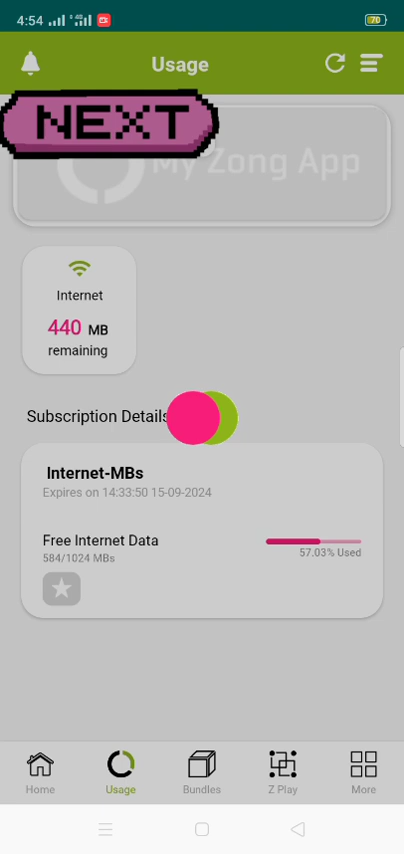 4:54
4G
70
Usage
NEXT
My Zong App
Internet
440 MB
remaining
Subscription Details
Internet-MBs
Expires on 14:33:50 15-09-2024
Free Internet Data
584/1024 MBs
57.03% Used
Home
Usage
Bundles
Z Play
More